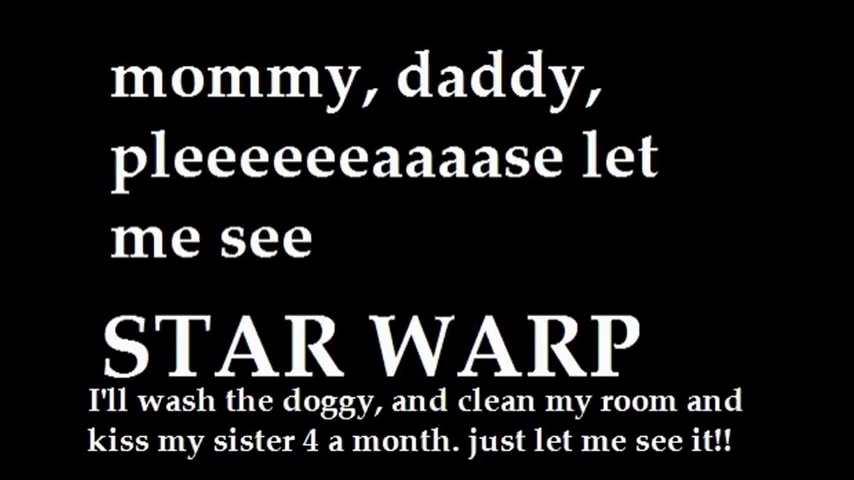 mommy, daddy,
pleeeeeeaaaase let
me see
STAR WARP
I'll wash the doggy, and clean my room and
kiss my sister 4 a month. just let me see it!!